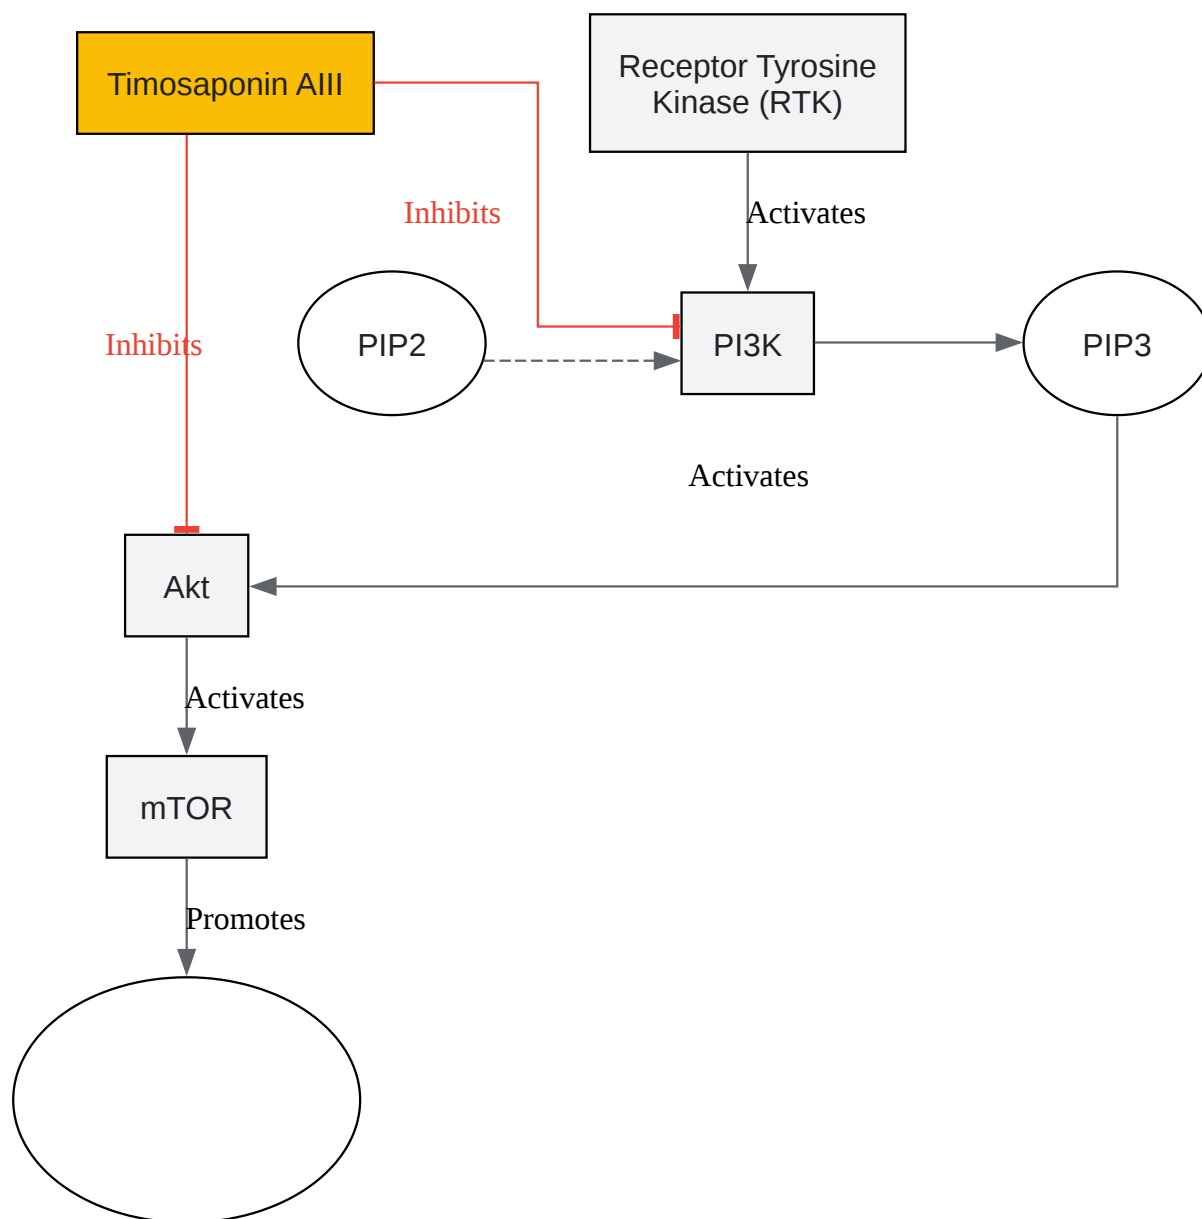 Timosaponin AIII
Receptor Tyrosine
Kinase (RTK)
Inhibits
Activates
Inhibits
PIP2
PI3K
PIP3
Activates
Akt
Activates
mTOR
Promotes